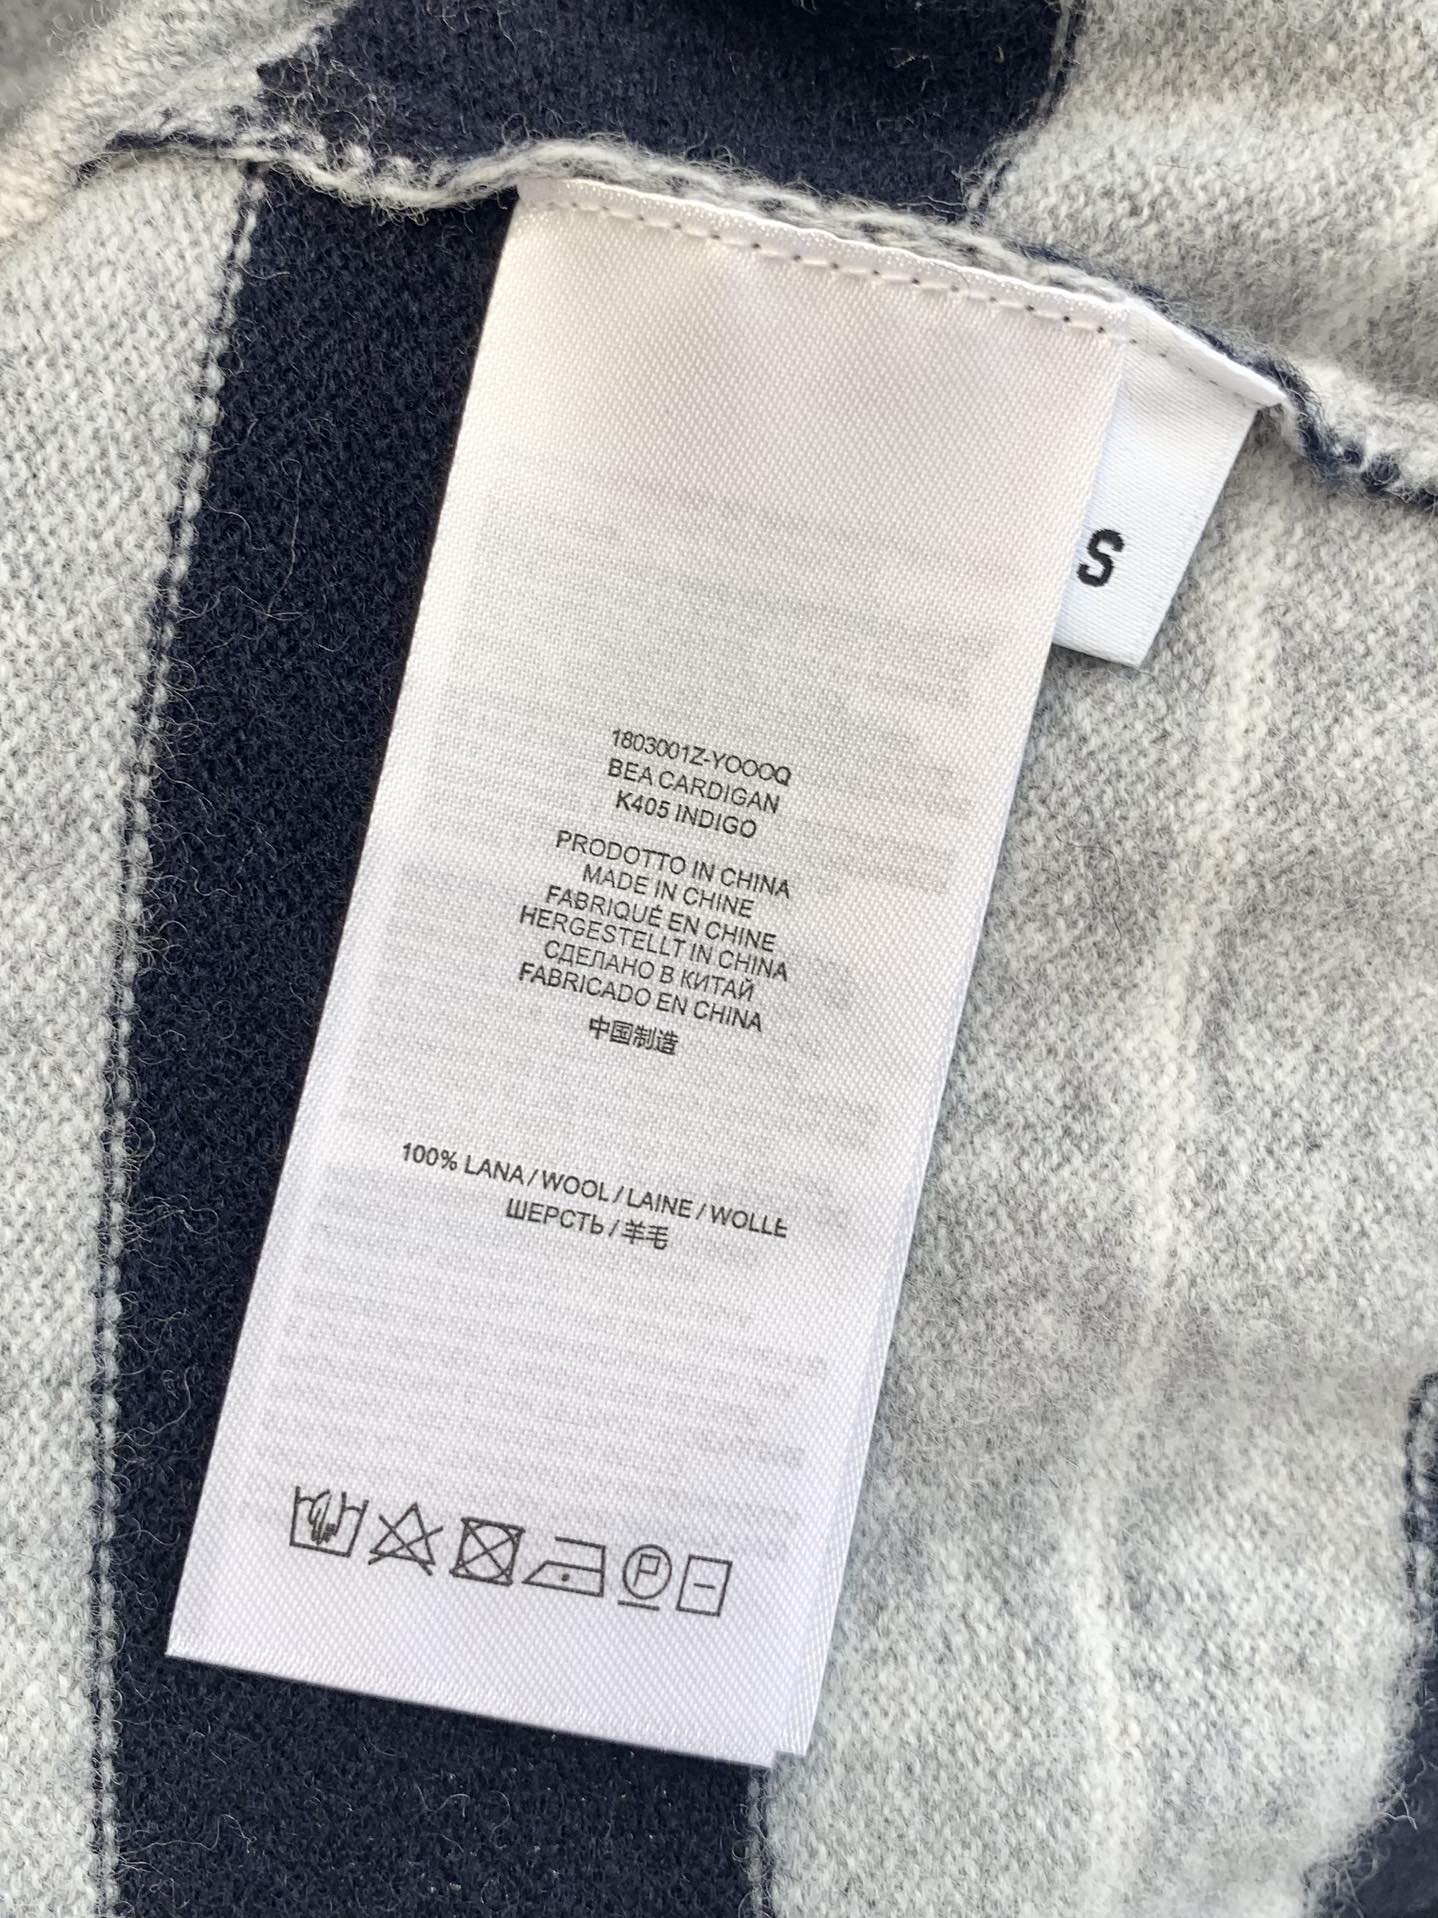 S
1803001Z-YOOOQ
BEA CARDIGAN
K405 INDIGO
PRODOTTO IN CHINA
MADE IN CHINE
FABRIQUÉ EN CHINE
HERGESTELLT IN CHINA
СДЕЛАНО В КИТАЙ
FABRICADO EN CHINA
中国制造
100% LANA / WOOL / LAINE / WOLLE
ШЕРСТЬ / 羊毛
P